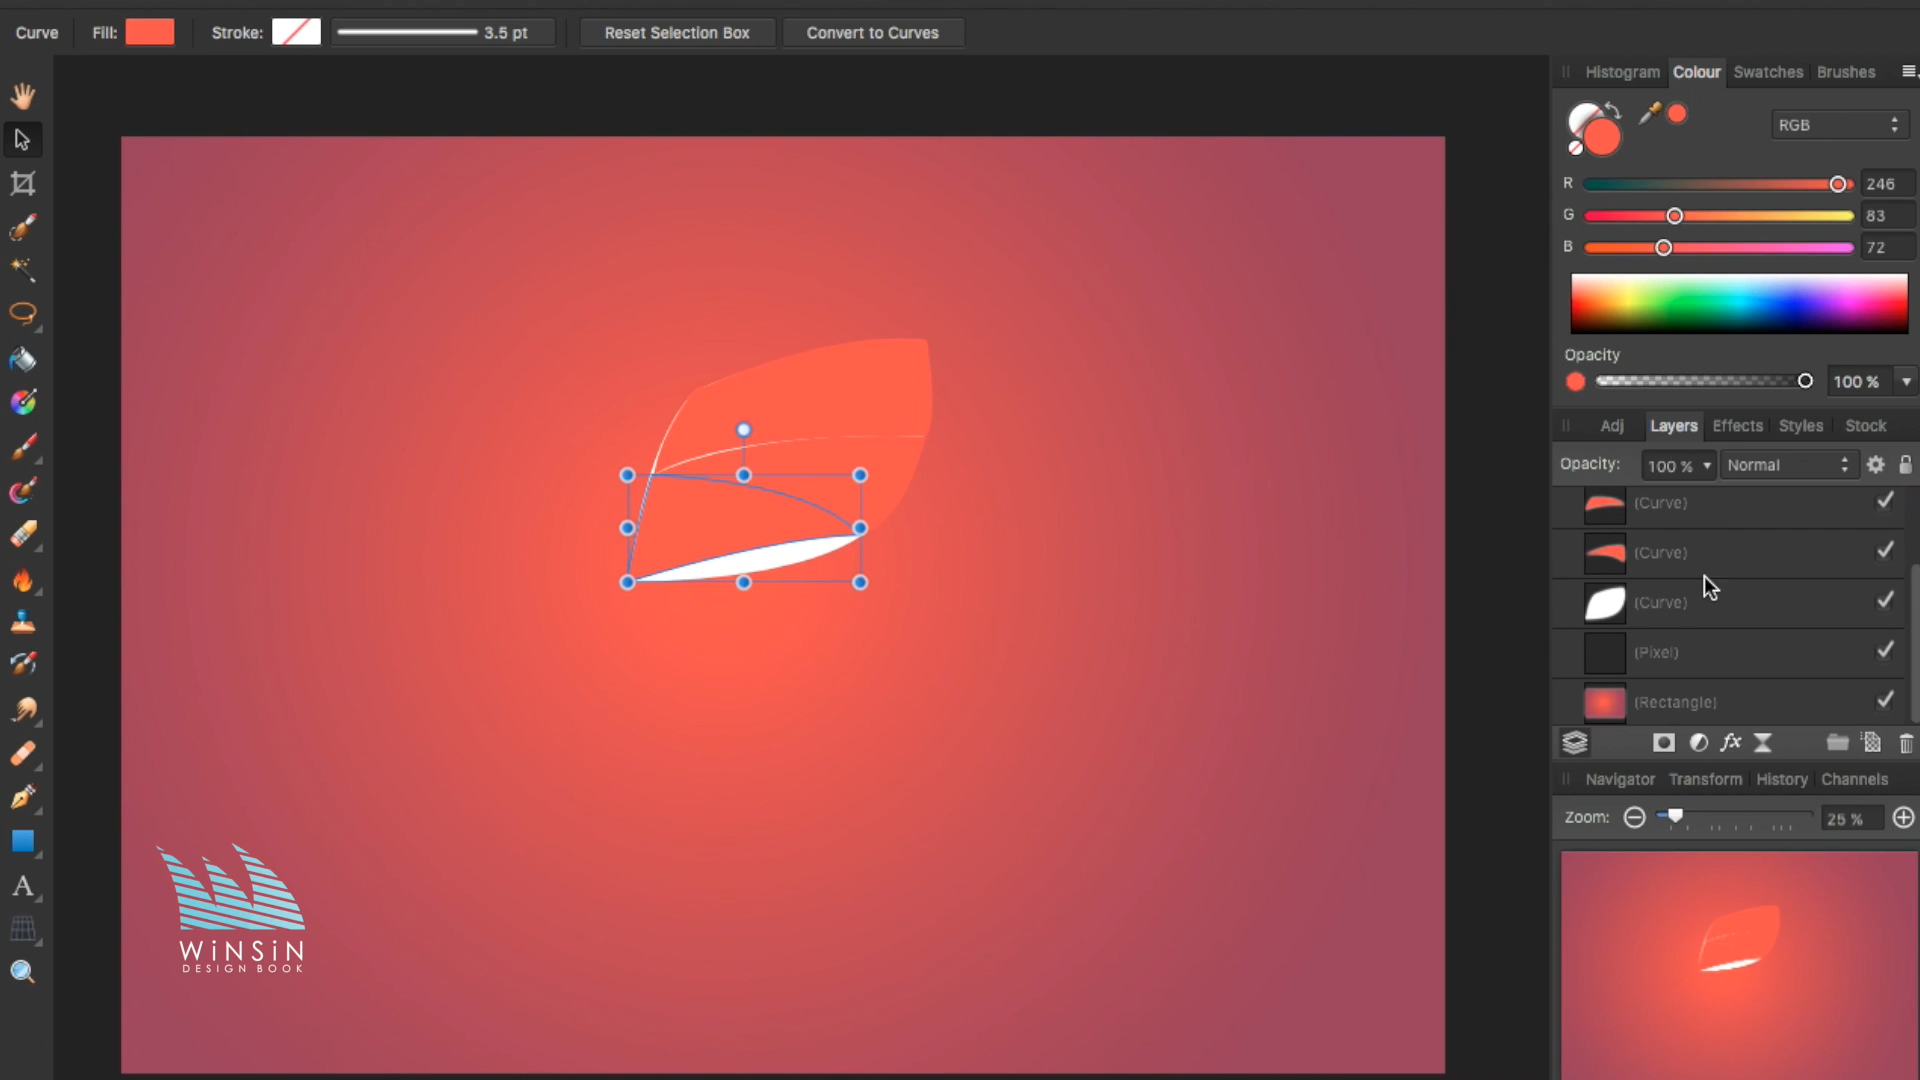 Curve Fill: Stroke: 3.5 pt Reset Selection Box Convert to Curves
Histogram Colour Swatches Brushes
RGB
R 246
G 83
B 72
Opacity
100 %
Adj Layers Effects Styles Stock
Opacity: 100 % Normal
(Curve)
(Curve)
(Curve)
(Pixel)
(Rectangle)
fx
Navigator Transform History Channels
Zoom: 25 %
A
WiNSiN
DESIGN BOOK